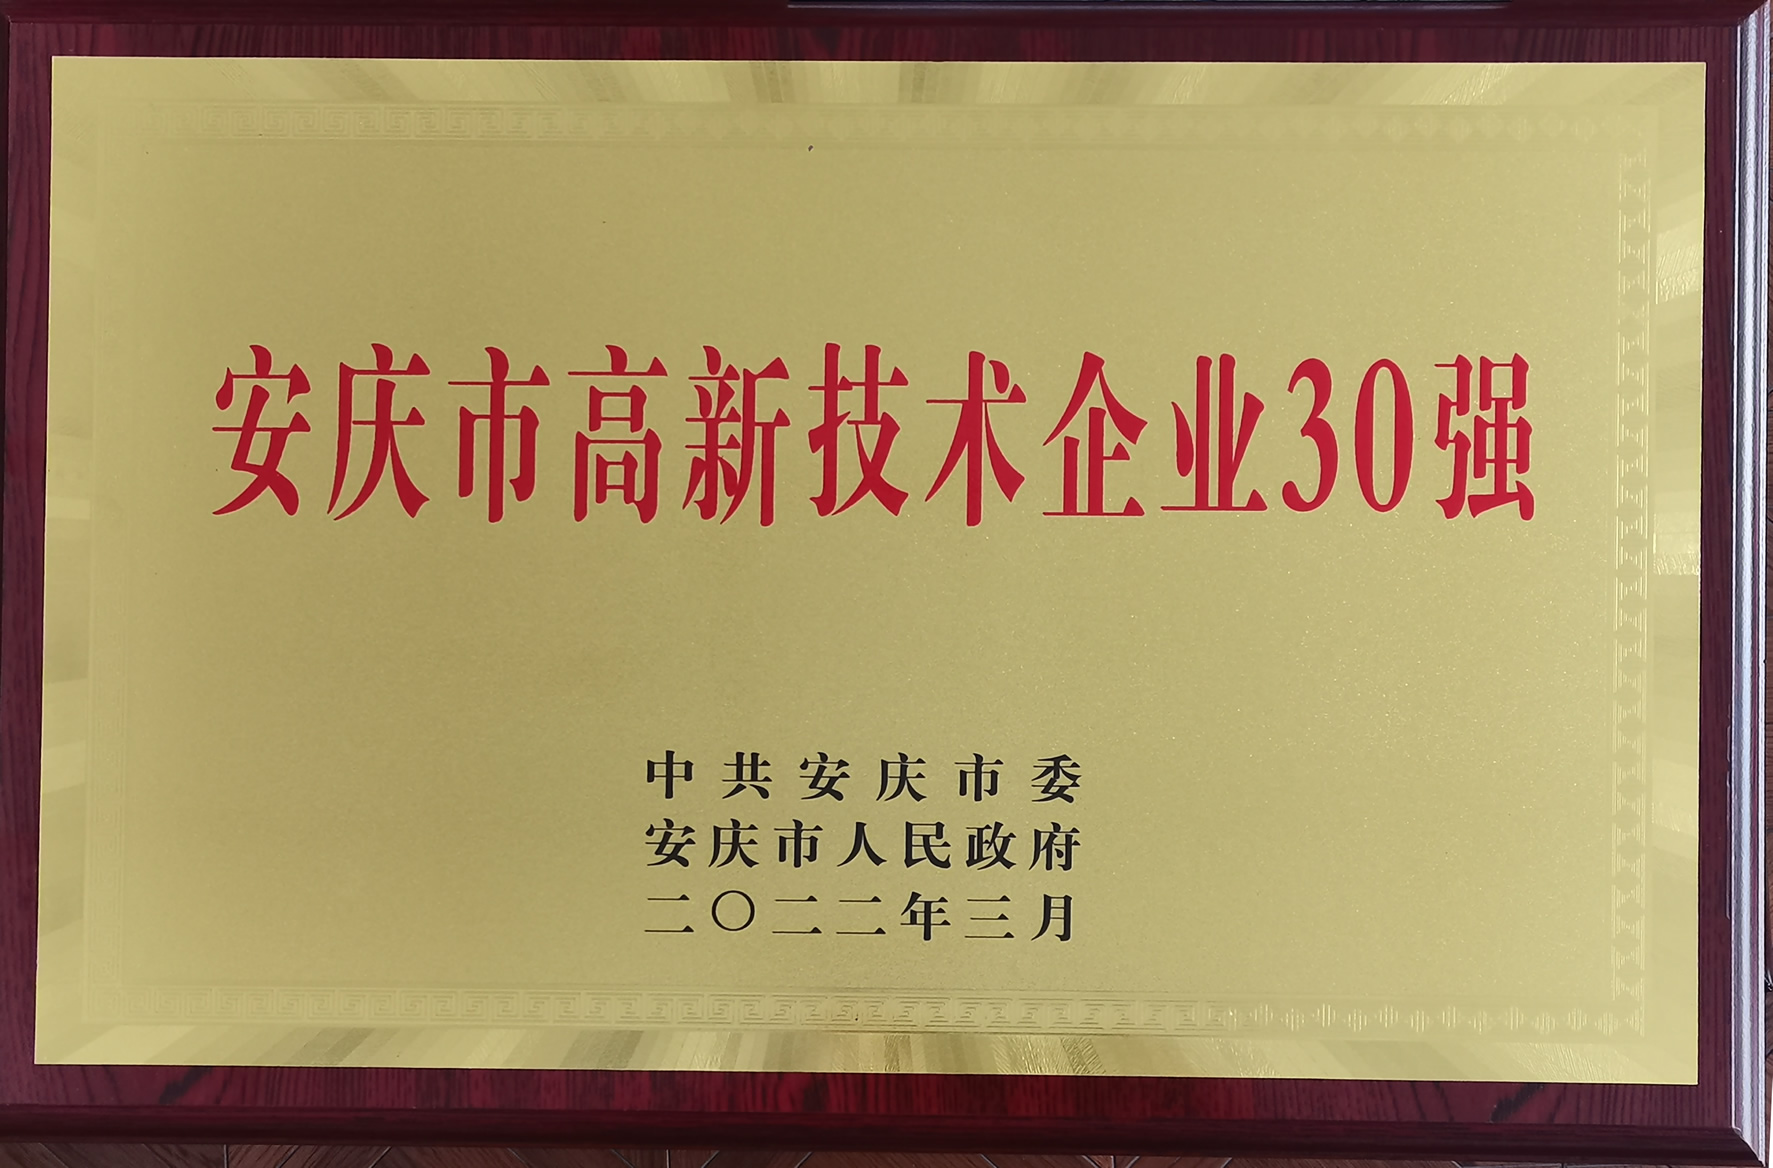 安庆市高新技术企业30强
中共安庆市委
安庆市人民政府
二〇二二年三月